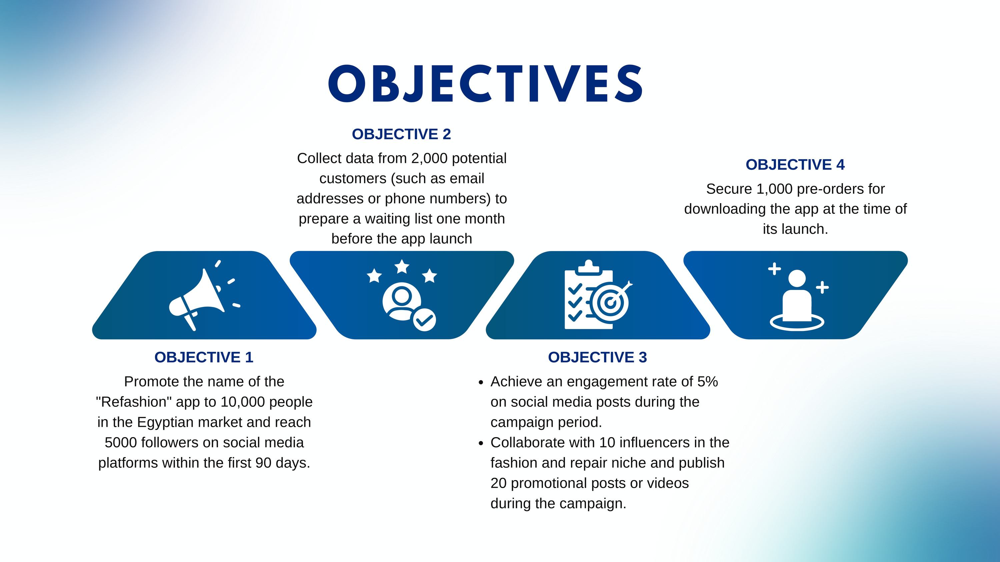 OBJECTIVES
OBJECTIVE 1
Promote the name of the
"Refashion" app to 10,000 people
in the Egyptian market and reach
5000 followers on social media
platforms within the first 90 days.
OBJECTIVE 2
Collect data from 2,000 potential
customers (such as email
addresses or phone numbers) to
prepare a waiting list one month
before the app launch
OBJECTIVE 3
• Achieve an engagement rate of 5%
on social media posts during the
campaign period.
• Collaborate with 10 influencers in the
fashion and repair niche and publish
20 promotional posts or videos
during the campaign.
OBJECTIVE 4
Secure 1,000 pre-orders for
downloading the app at the time of
its launch.